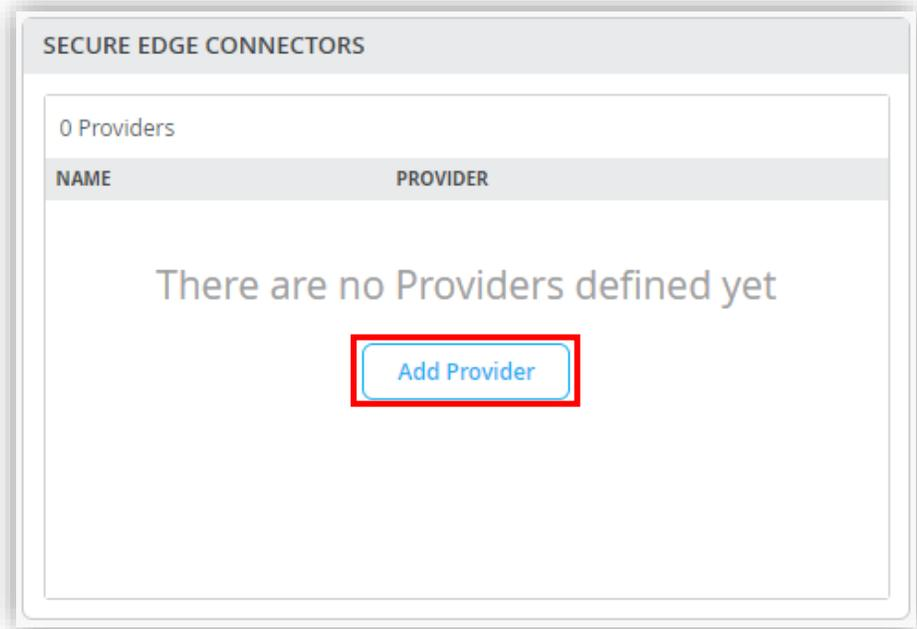 SECURE EDGE CONNECTORS
0 Providers
NAME PROVIDER
There are no Providers defined yet
Add Provider